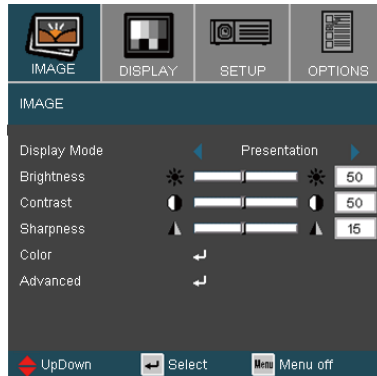 IMAGE DISPLAY SETUP OPTIONS
IMAGE
Display Mode Presentation
Brightness 50
Contrast 50
Sharpness 15
Color
Advanced
UpDown Select Menu Menu off